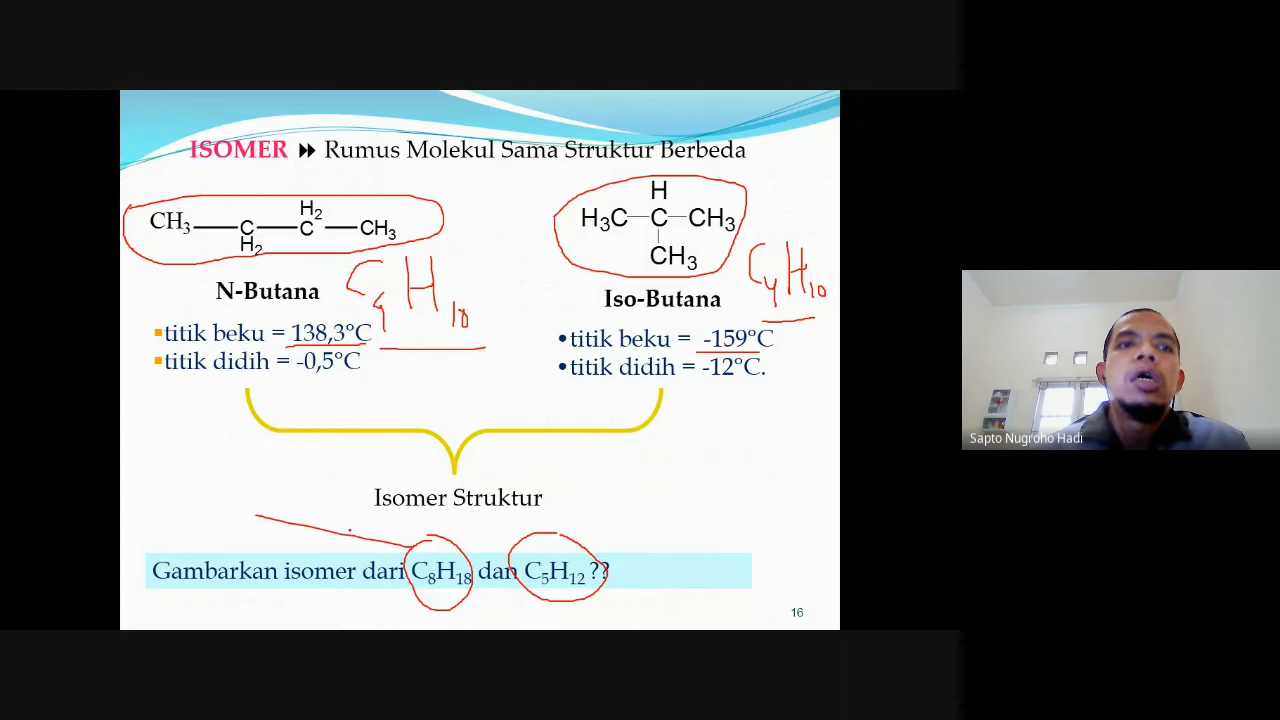 ISOMER Rumus Molekul Sama Struktur Berbeda
CH3 C H2 H2 C CH3
H
H3C C CH3
CH3
C4H10
C4H10
N-Butana
Iso-Butana
▪titik beku = 138,3°C
▪titik didih = -0,5°C
•titik beku = -159°C
•titik didih = -12°C.
Isomer Struktur
Gambarkan isomer dari C8H18 dan C5H12 ??
16
Sapto Nugroho Hadi